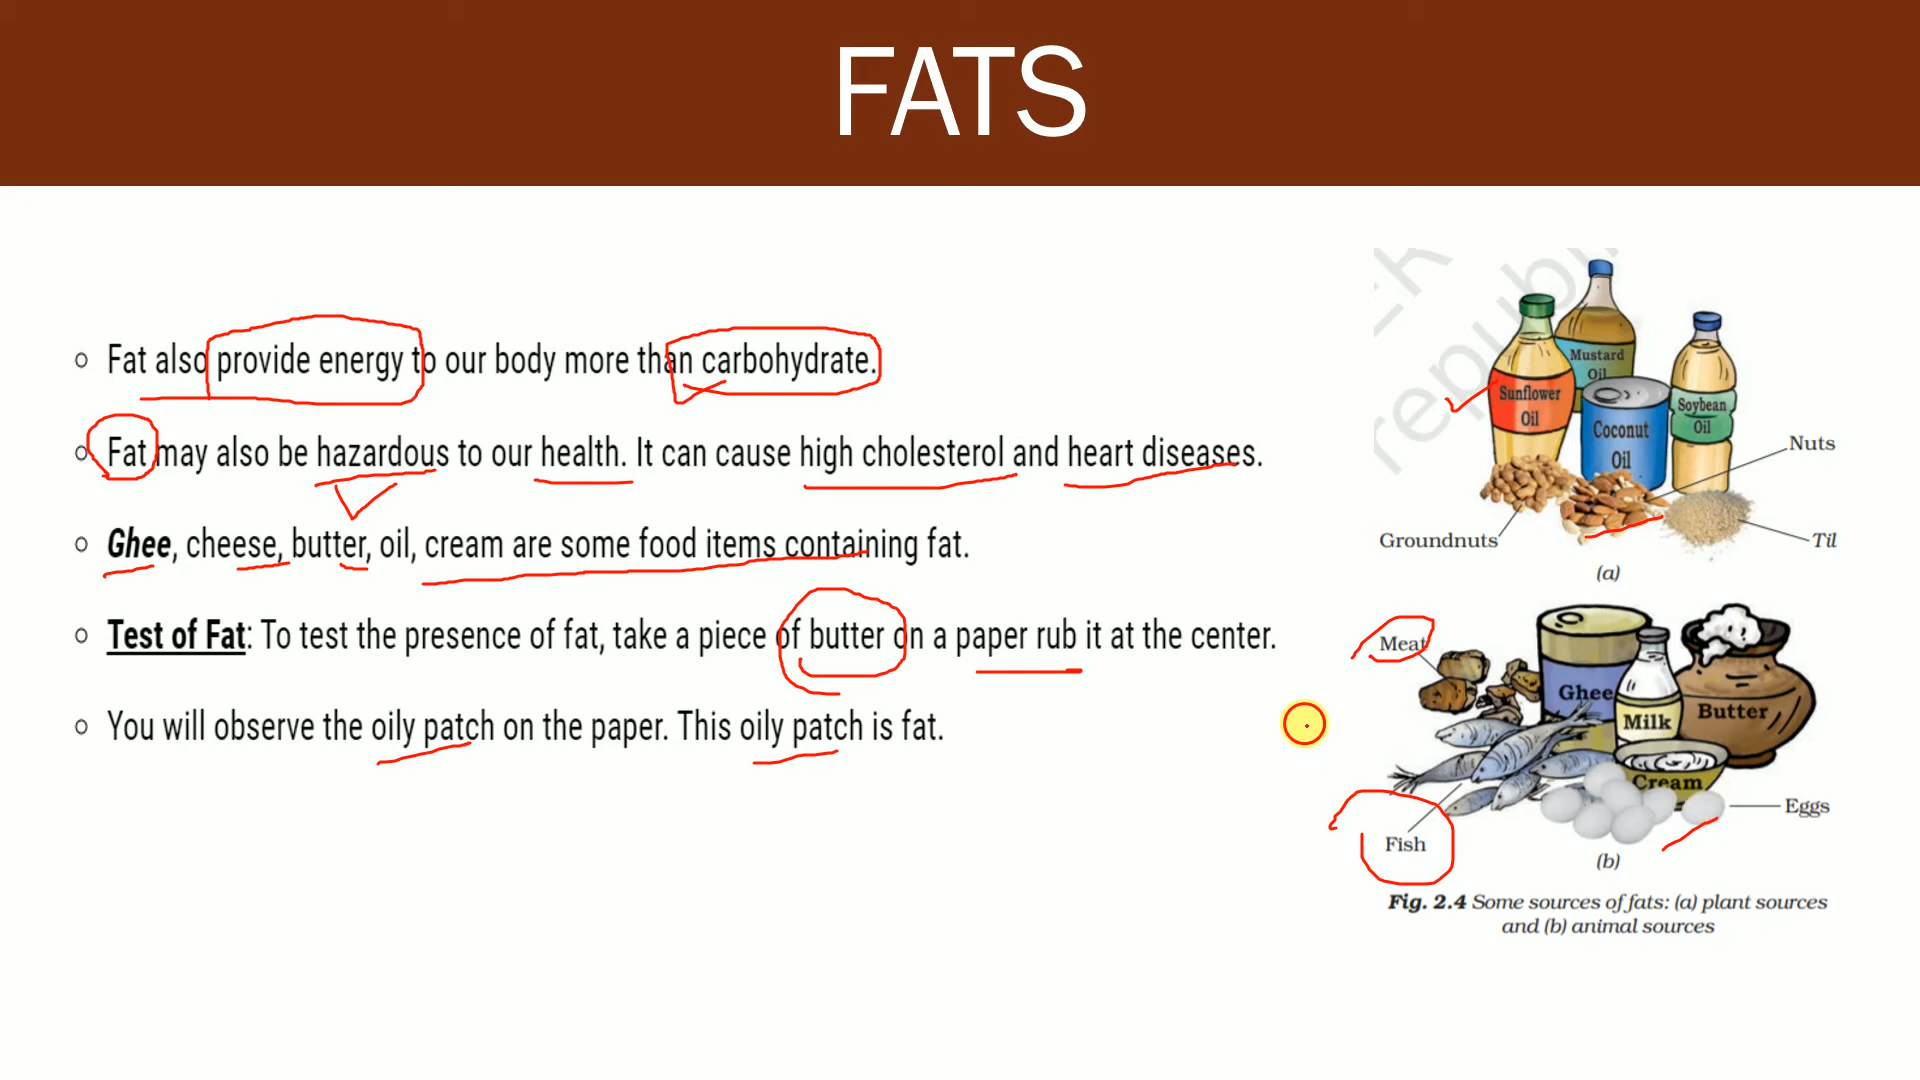 FATS
Fat also provide energy to our body more than carbohydrate.
Fat may also be hazardous to our health. It can cause high cholesterol and heart diseases.
Ghee, cheese, butter, oil, cream are some food items containing fat.
Test of Fat: To test the presence of fat, take a piece of butter on a paper rub it at the center.
You will observe the oily patch on the paper. This oily patch is fat.
republi
Mustard
Oil
Sunflower
Oil
Coconut
Oil
Soybean
Oil
Nuts
Groundnuts
Til
(a)
Meat
Ghee
Milk
Butter
Cream
Eggs
Fish
(b)
Fig. 2.4 Some sources of fats: (a) plant sources
and (b) animal sources